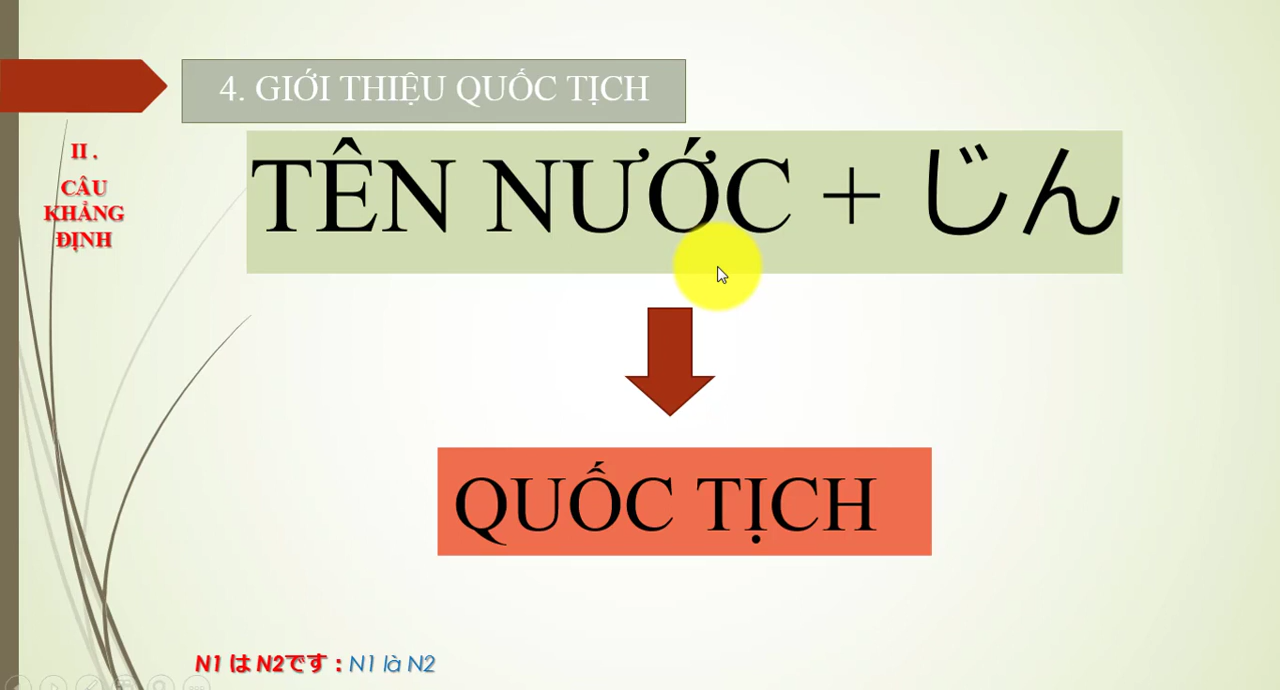 4. GIỚI THIỆU QUỐC TỊCH
II .
CÂU
KHẢNG
ĐỊNH
TÊN NƯỚC + じん
QUỐC TỊCH
N1 は N2です : N1 là N2